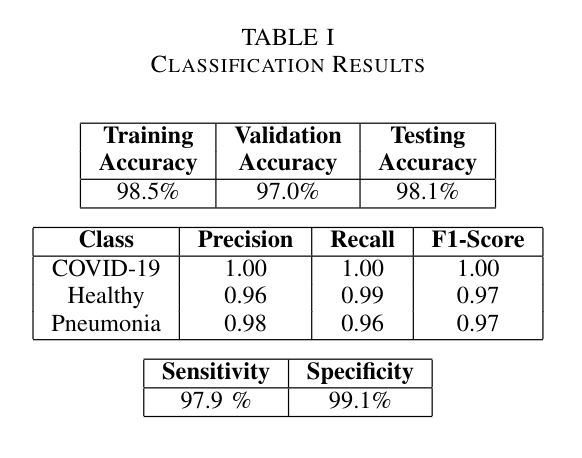 TABLE I
CLASSIFICATION RESULTS
Training Validation Testing
Accuracy Accuracy Accuracy
98.5% 97.0% 98.1%
Class Precision Recall F1-Score
COVID-19 1.00 1.00 1.00
Healthy 0.96 0.99 0.97
Pneumonia 0.98 0.96 0.97
Sensitivity Specificity
97.9 % 99.1%